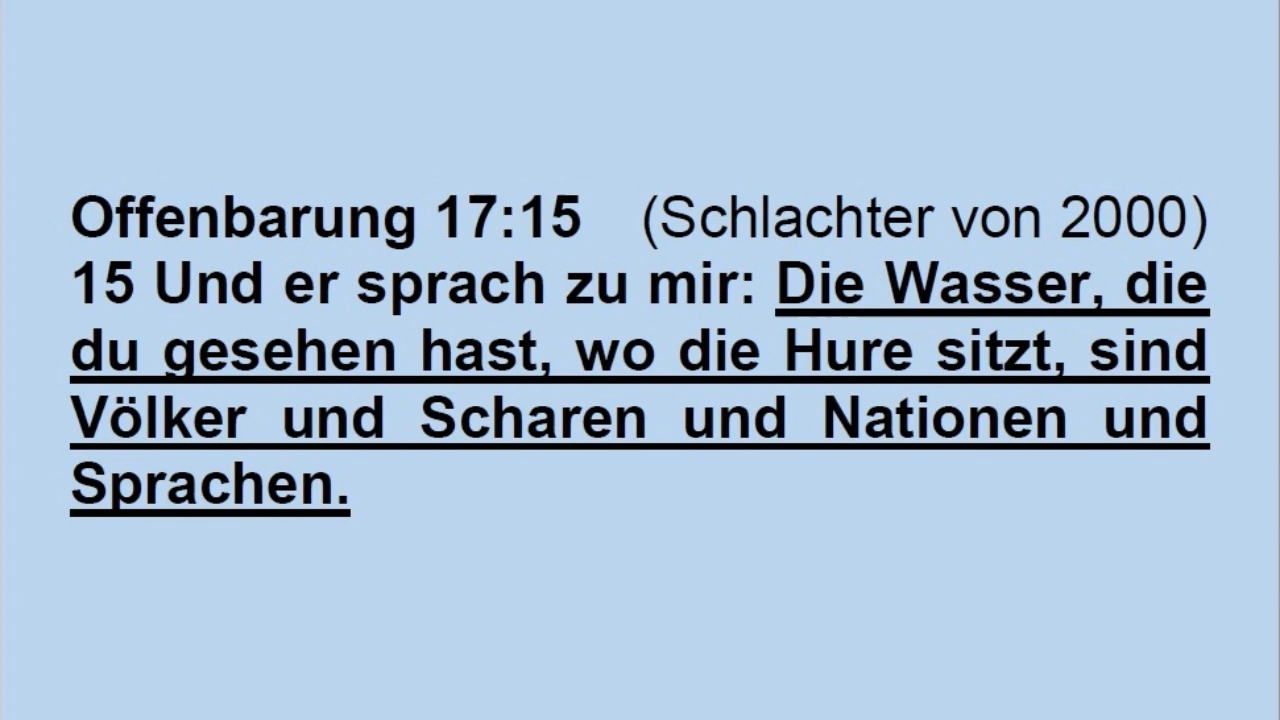 Offenbarung 17:15 (Schlachter von 2000)
15 Und er sprach zu mir: Die Wasser, die
du gesehen hast, wo die Hure sitzt, sind
Völker und Scharen und Nationen und
Sprachen.